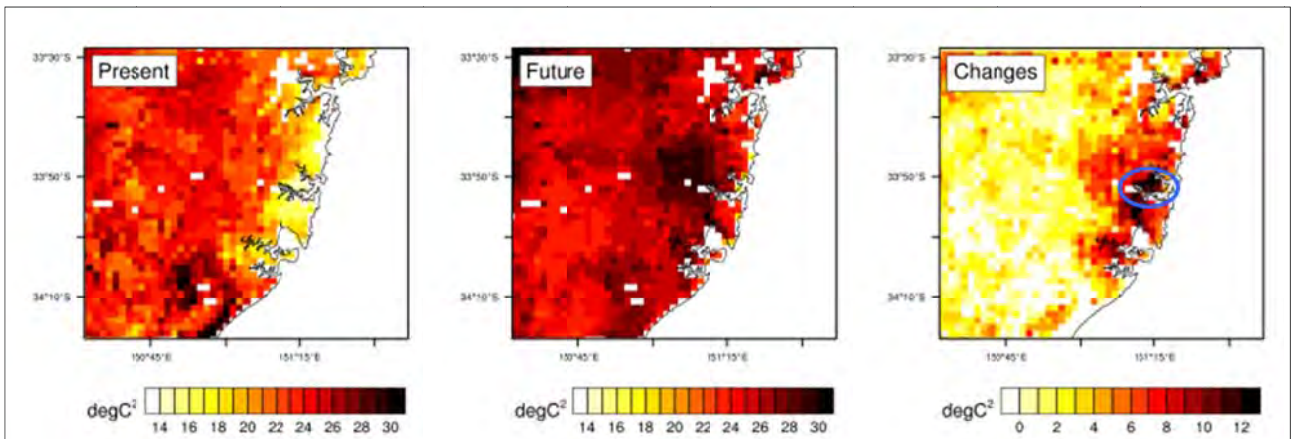 Present
33°30'S
33°50'S
34°10'S
150°45'E
151°15'E
degC²
14 16 18 20 22 24 26 28 30
Future
33°30'S
33°50'S
34°10'S
150°45'E
151°15'E
degC²
14 16 18 20 22 24 26 28 30
Changes
33°30'S
33°50'S
34°10'S
150°45'E
151°15'E
degC²
0 2 4 6 8 10 12